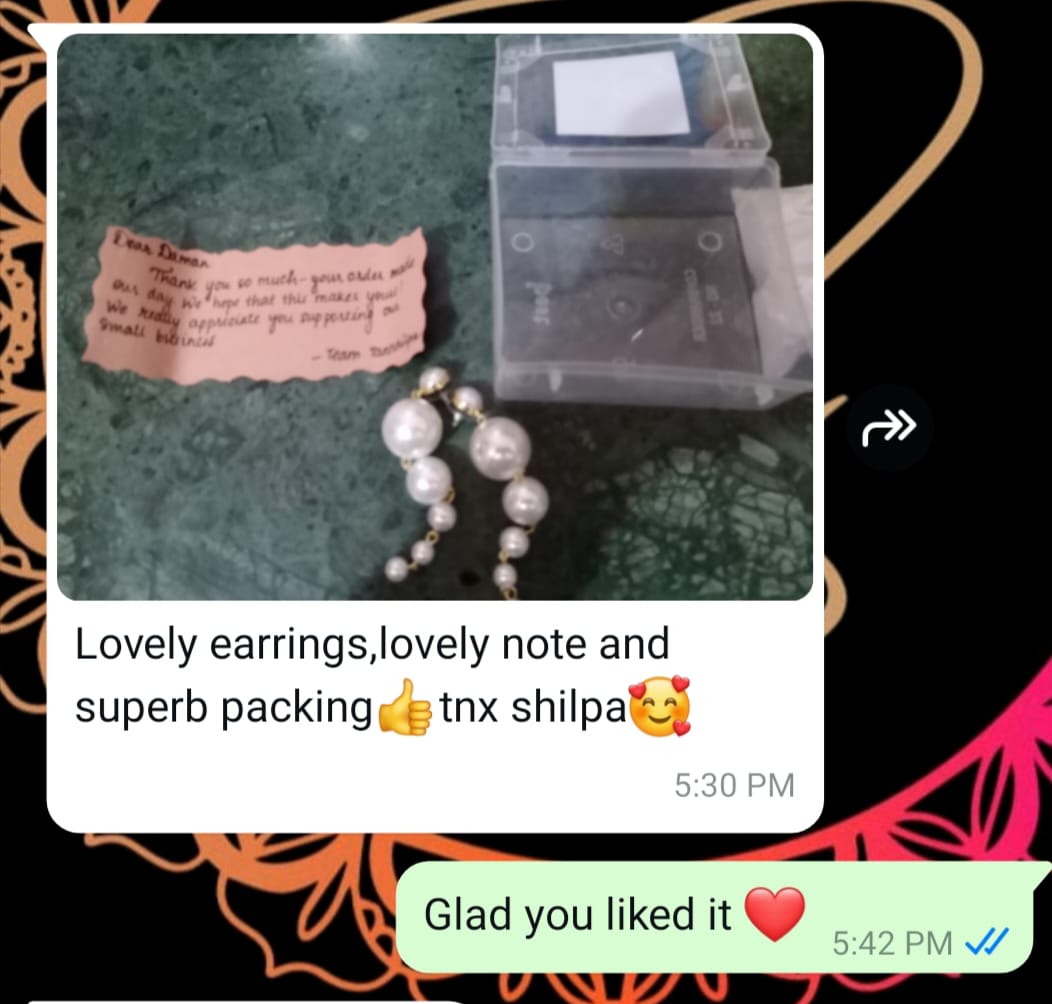 Dear Daman
Thank you so much - your order made
our day We hope that this makes your
We really appriciate you supporting our
Small business
- Team
Lovely earrings,lovely note and
superb packing👍tnx shilpa🥰
5:30 PM
Glad you liked it ❤️
5:42 PM